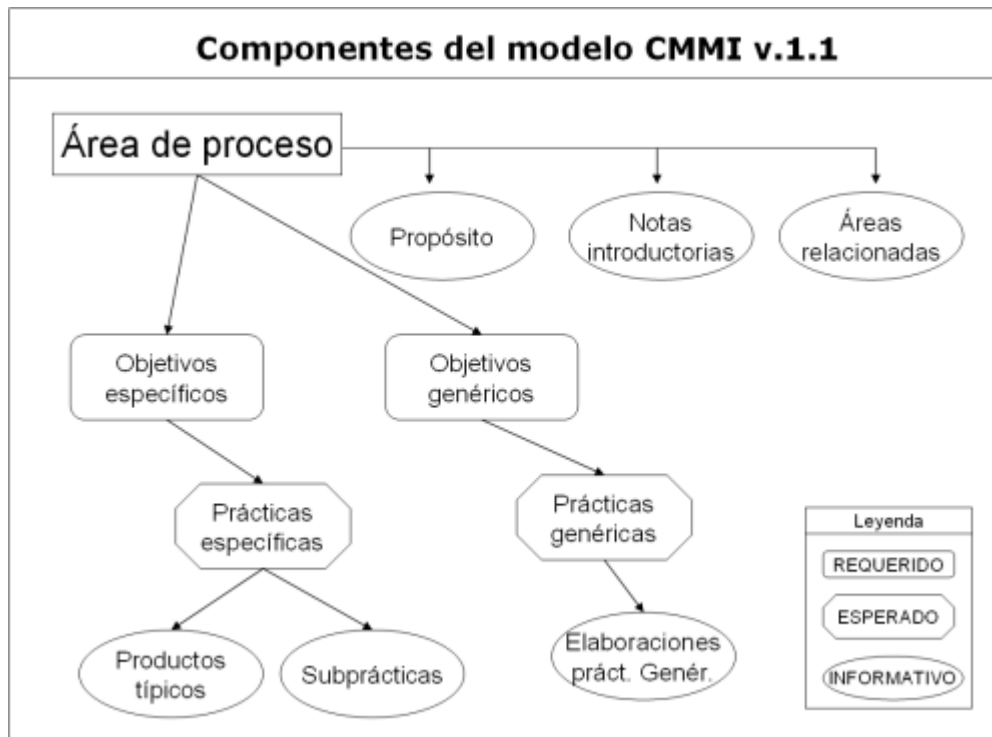 Componentes del modelo CMMI v.1.1
Área de proceso
Propósito
Notas
introductorias
Áreas
relacionadas
Objetivos
específicos
Objetivos
genéricos
Prácticas
específicas
Prácticas
genéricas
Productos
típicos
Subprácticas
Elaboraciones
práct. Genér.
Leyenda
REQUERIDO
ESPERADO
INFORMATIVO